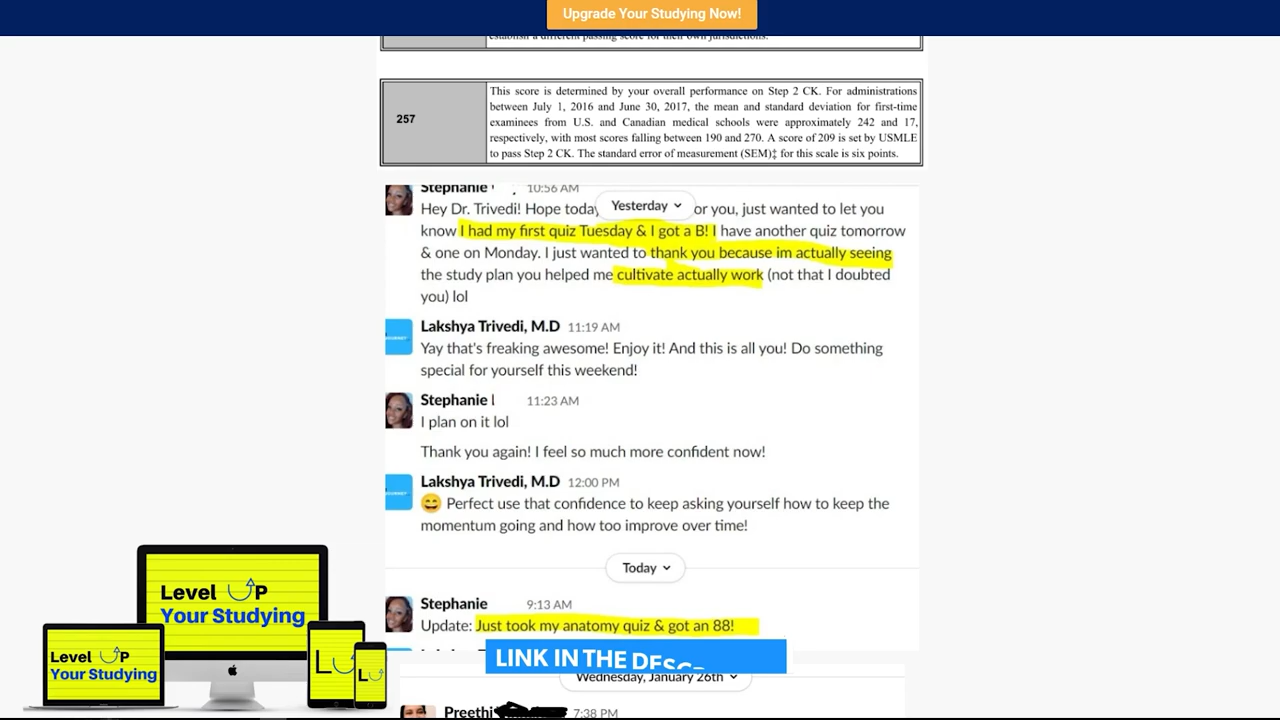 Upgrade Your Studying Now!
establish a different passing score for their own jurisdictions.
257
This score is determined by your overall performance on Step 2 CK. For administrations
between July 1, 2016 and June 30, 2017, the mean and standard deviation for first-time
examinees from U.S. and Canadian medical schools were approximately 242 and 17,
respectively, with most scores falling between 190 and 270. A score of 209 is set by USMLE
to pass Step 2 CK. The standard error of measurement (SEM)‡ for this scale is six points.
Stephanie 10:56 AM
Yesterday
Hey Dr. Trivedi! Hope today or you, just wanted to let you
know I had my first quiz Tuesday & I got a B! I have another quiz tomorrow
& one on Monday. I just wanted to thank you because im actually seeing
the study plan you helped me cultivate actually work (not that I doubted
you) lol
Lakshya Trivedi, M.D 11:19 AM
Yay that's freaking awesome! Enjoy it! And this is all you! Do something
special for yourself this weekend!
Stephanie 11:23 AM
I plan on it lol
Thank you again! I feel so much more confident now!
Lakshya Trivedi, M.D 12:00 PM
😄 Perfect use that confidence to keep asking yourself how to keep the
momentum going and how too improve over time!
Today
Stephanie 9:13 AM
Update: Just took my anatomy quiz & got an 88!
LINK IN THE DESC
Wednesday, January 26th
Preethi 7:38 PM
Level UP
Your Studying
Level UP
Your Studying
LU
LU